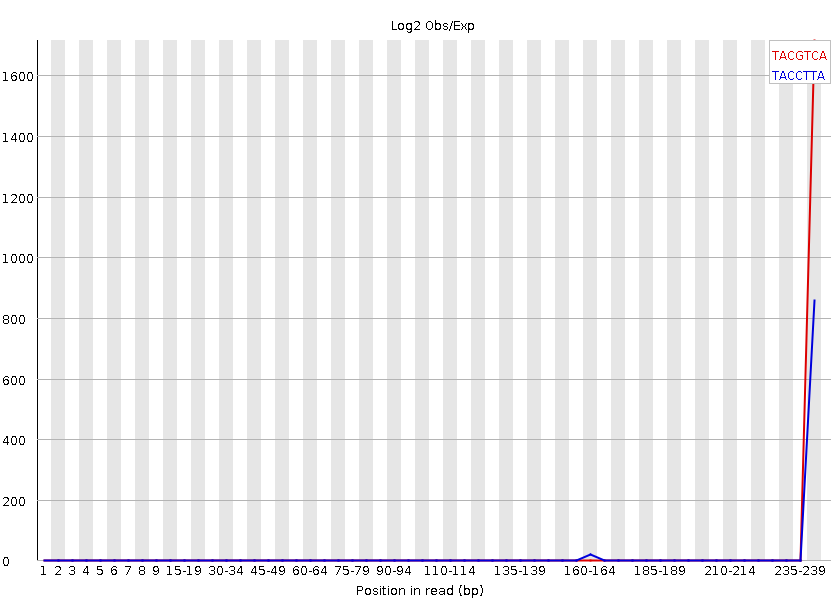 Log2 Obs/Exp
TACGTCA
TACCTTA
1600
1400
1200
1000
800
600
400
200
0
1 2 3 4 5 6 7 8 9 15-19 30-34 45-49 60-64 75-79 90-94 110-114 135-139 160-164 185-189 210-214 235-239
Position in read (bp)